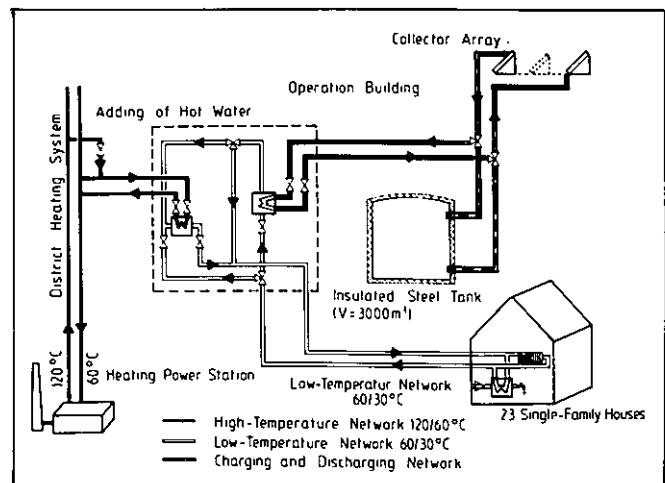 Collector Array
Operation Building
Adding of Hot Water
District Heating System
120°C
60°C
Heating Power Station
Insulated Steel Tank
(V = 3000m³)
Low-Temperatur Network
60/30°C
23 Single-Family Houses
High-Temperature Network 120/60°C
Low-Temperature Network 60/30°C
Charging and Discharging Network